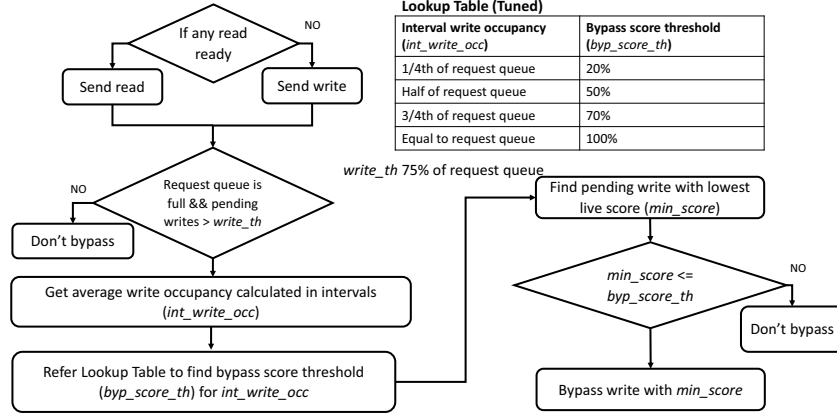 If any read
ready
NO
Send read
Send write
Request queue is
full && pending
writes > write_th
NO
Don't bypass
Get average write occupancy calculated in intervals
(int_write_occ)
Refer Lookup Table to find bypass score threshold
(byp_score_th) for int_write_occ
Lookup Table (Tuned)
Interval write occupancy
(int_write_occ)
Bypass score threshold
(byp_score_th)
1/4th of request queue
20%
Half of request queue
50%
3/4th of request queue
70%
Equal to request queue
100%
write_th 75% of request queue
Find pending write with lowest
live score (min_score)
min_score <=
byp_score_th
NO
Don't bypass
Bypass write with min_score